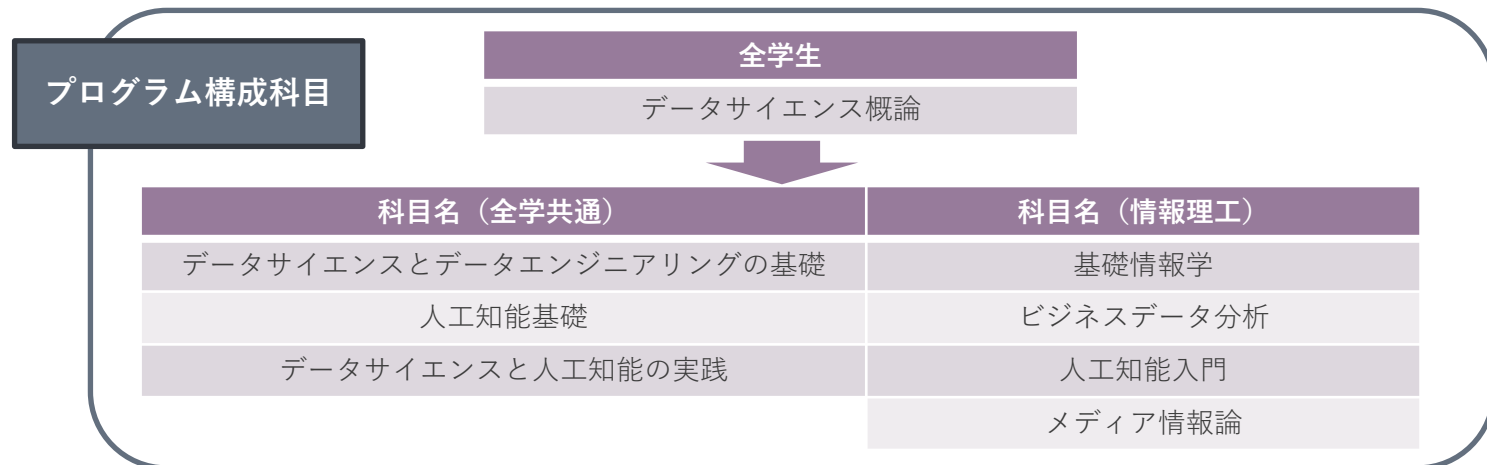 プログラム構成科目
全学生
データサイエンス概論
科目名（全学共通）
科目名（情報理工）
データサイエンスとデータエンジニアリングの基礎
基礎情報学
人工知能基礎
ビジネスデータ分析
データサイエンスと人工知能の実践
人工知能入門
メディア情報論